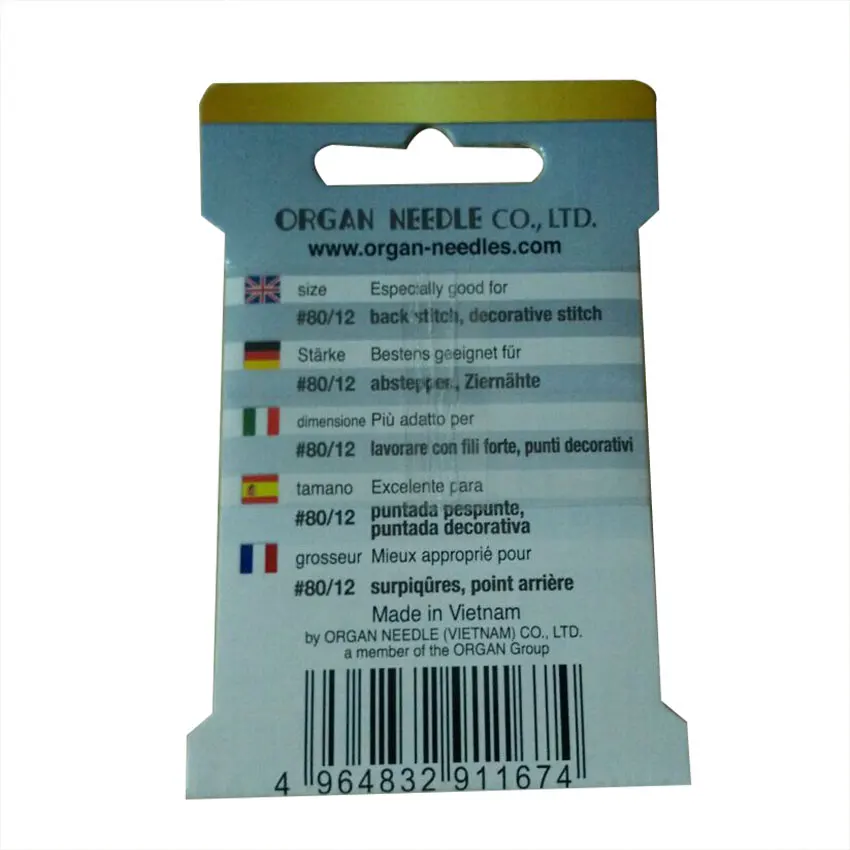 ORGAN NEEDLE CO., LTD.
www.organ-needles.com
size Especially good for
#80/12 back stitch, decorative stitch
Stärke Bestens geeignet für
#80/12 absteppen, Ziernähte
dimensione Più adatto per
#80/12 lavorare con fili forte, punti decorativi
tamano Excelente para
#80/12 puntada pespunte,
puntada decorativa
grosseur Mieux approprié pour
#80/12 surpiqûres, point arrière
Made in Vietnam
by ORGAN NEEDLE (VIETNAM) CO., LTD.
a member of the ORGAN Group
4 964832 911674